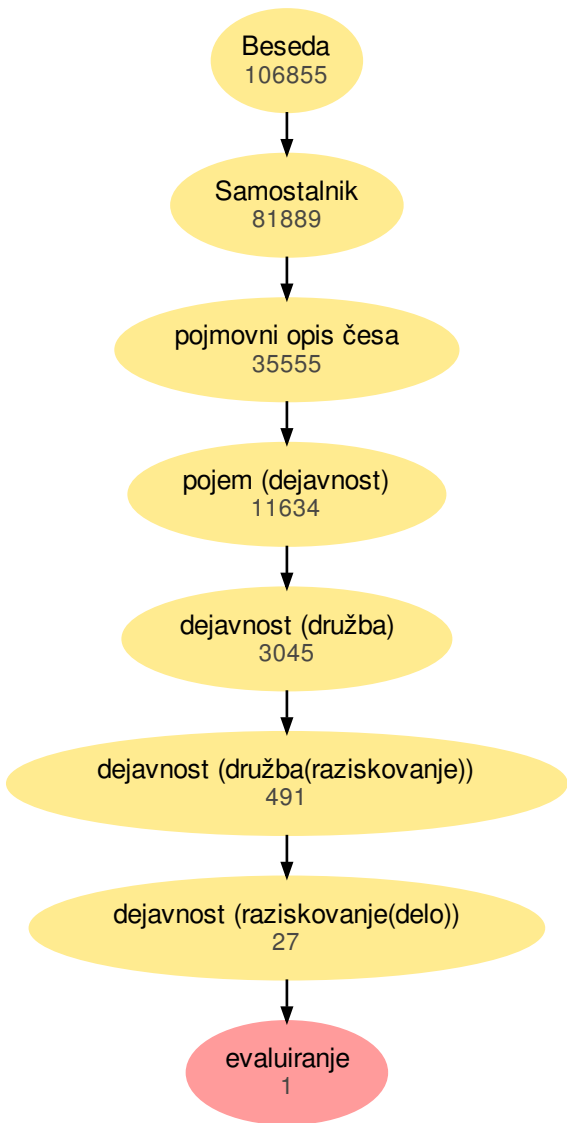 Beseda
106855
Samostalnik
81889
pojmovni opis česa
35555
pojem (dejavnost)
11634
dejavnost (družba)
3045
dejavnost (družba(raziskovanje))
491
dejavnost (raziskovanje(delo))
27
evaluiranje
1